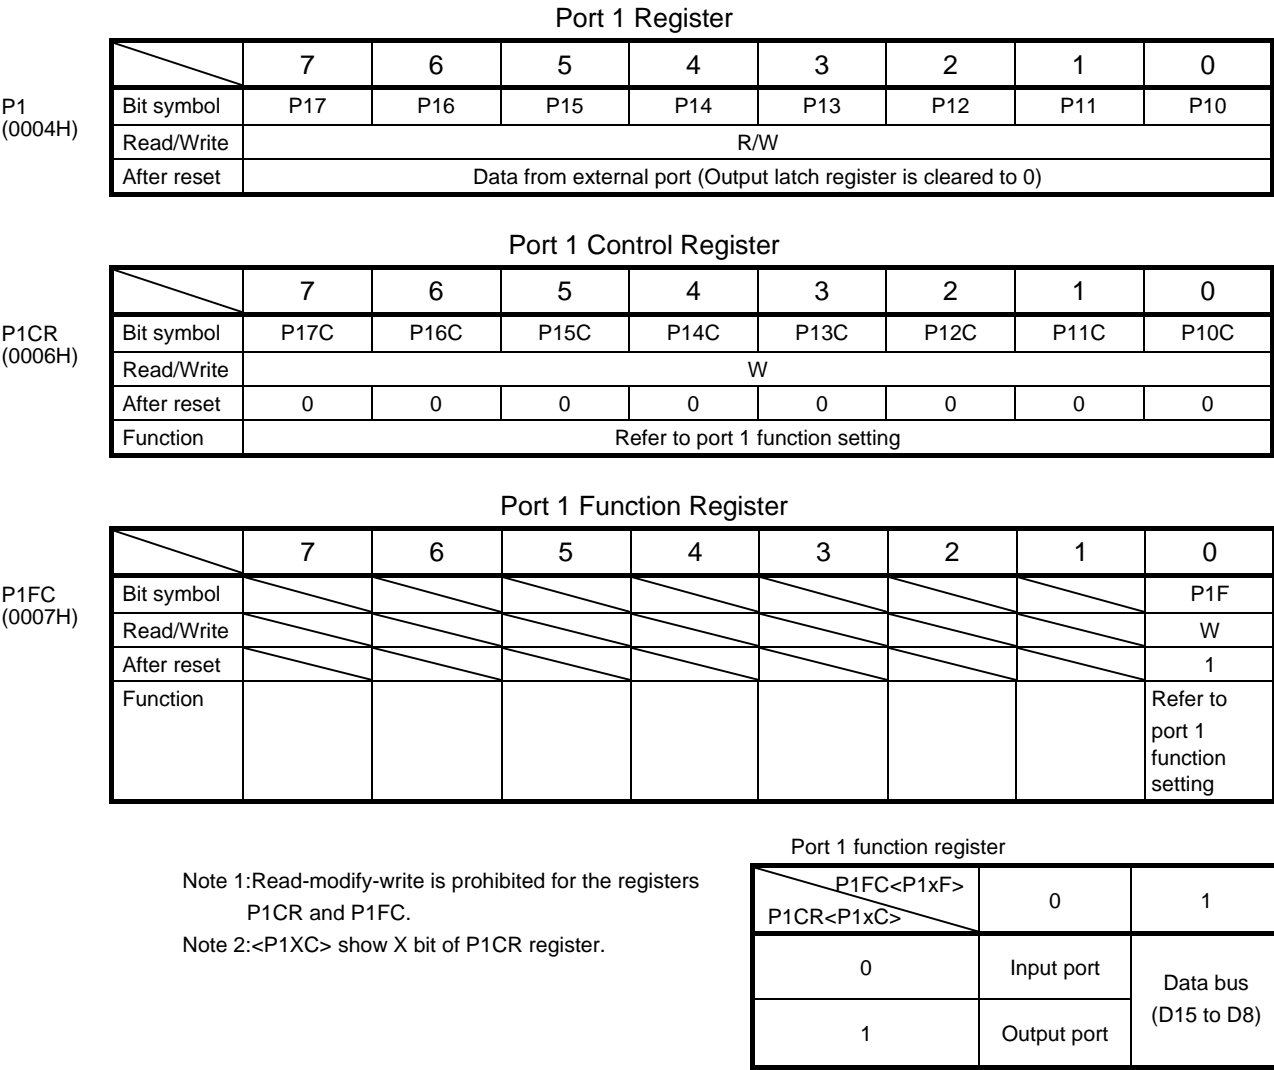 Port 1 Register
7 6 5 4 3 2 1 0
P1
(0004H)
Bit symbol P17 P16 P15 P14 P13 P12 P11 P10
Read/Write R/W
After reset Data from external port (Output latch register is cleared to 0)
Port 1 Control Register
7 6 5 4 3 2 1 0
P1CR
(0006H)
Bit symbol P17C P16C P15C P14C P13C P12C P11C P10C
Read/Write W
After reset 0 0 0 0 0 0 0 0
Function Refer to port 1 function setting
Port 1 Function Register
7 6 5 4 3 2 1 0
P1FC
(0007H)
Bit symbol P1F
Read/Write W
After reset 1
Function Refer to
port 1
function
setting
Note 1:Read-modify-write is prohibited for the registers
P1CR and P1FC.
Note 2:<P1XC> show X bit of P1CR register.
Port 1 function register
P1FC<P1xF>
P1CR<P1xC>
0 1
0 Input port
Data bus
(D15 to D8)
1 Output port